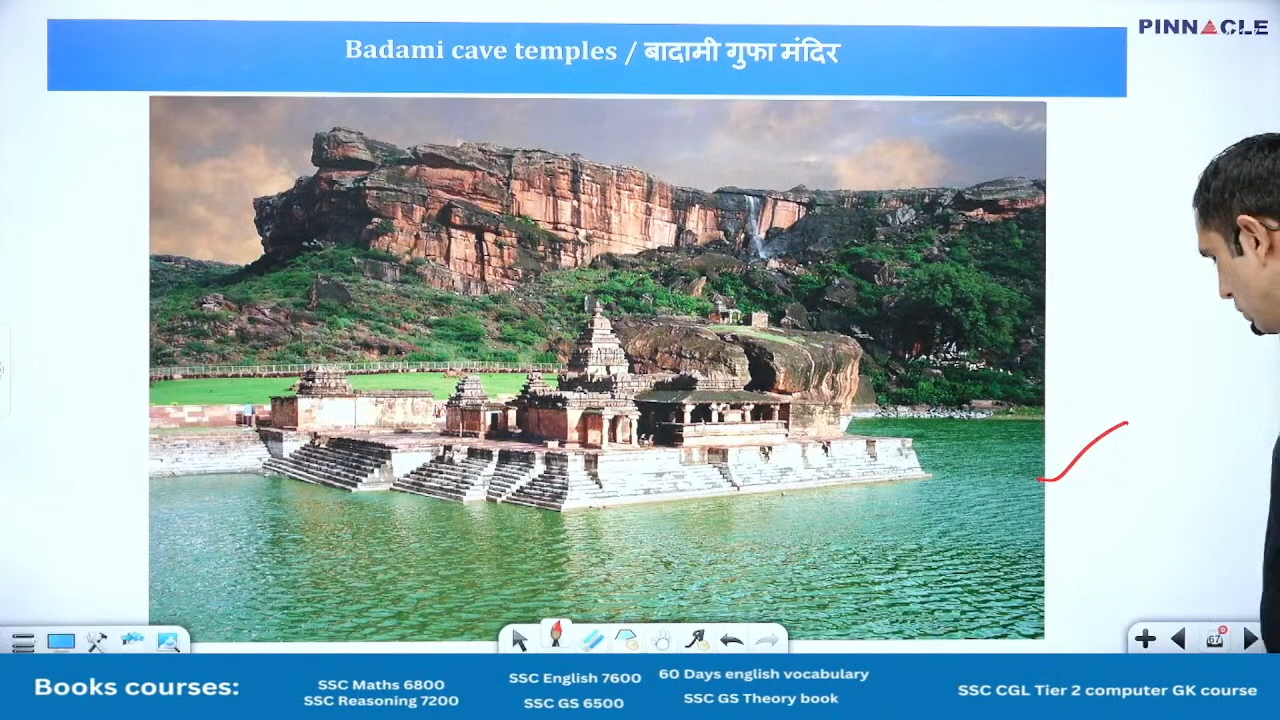 PINNACLE
Badami cave temples / बादामी गुफा मंदिर
67
Books courses:
SSC Maths 6800
SSC Reasoning 7200
SSC English 7600
SSC GS 6500
60 Days english vocabulary
SSC GS Theory book
SSC CGL Tier 2 computer GK course